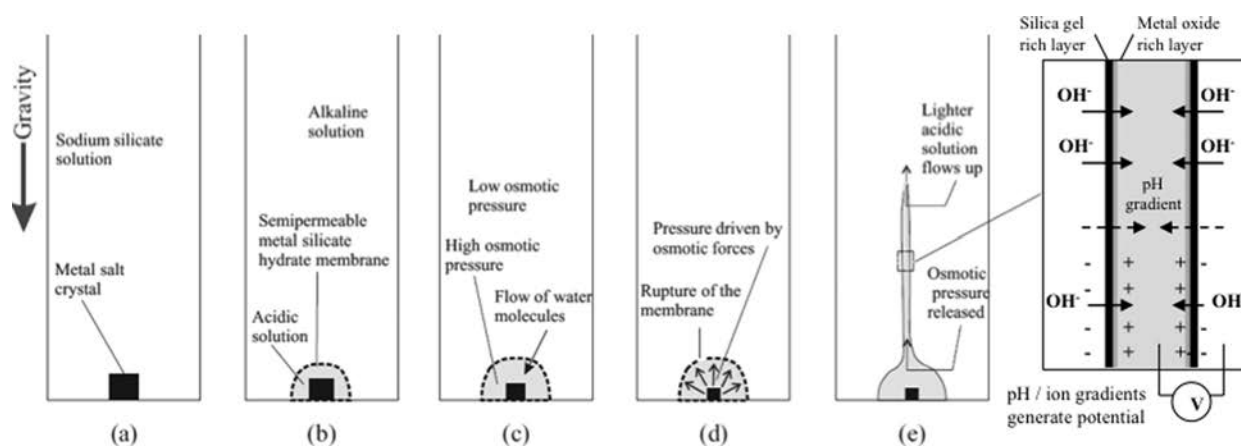 Gravity
Sodium silicate
solution
Metal salt
crystal
(a)
Alkaline
solution
Semipermeable
metal silicate
hydrate membrane
Acidic
solution
(b)
Low osmotic
pressure
High osmotic
pressure
Flow of water
molecules
(c)
Pressure driven by
osmotic forces
Rupture of the
membrane
(d)
Lighter
acidic
solution
flows up
Osmotic
pressure
released
(e)
Silica gel
rich layer
Metal oxide
rich layer
OH-
OH-
OH-
OH-
pH
gradient
- + + -
- + + -
OH-
OH
- + + -
- + + -
V
pH / ion gradients
generate potential